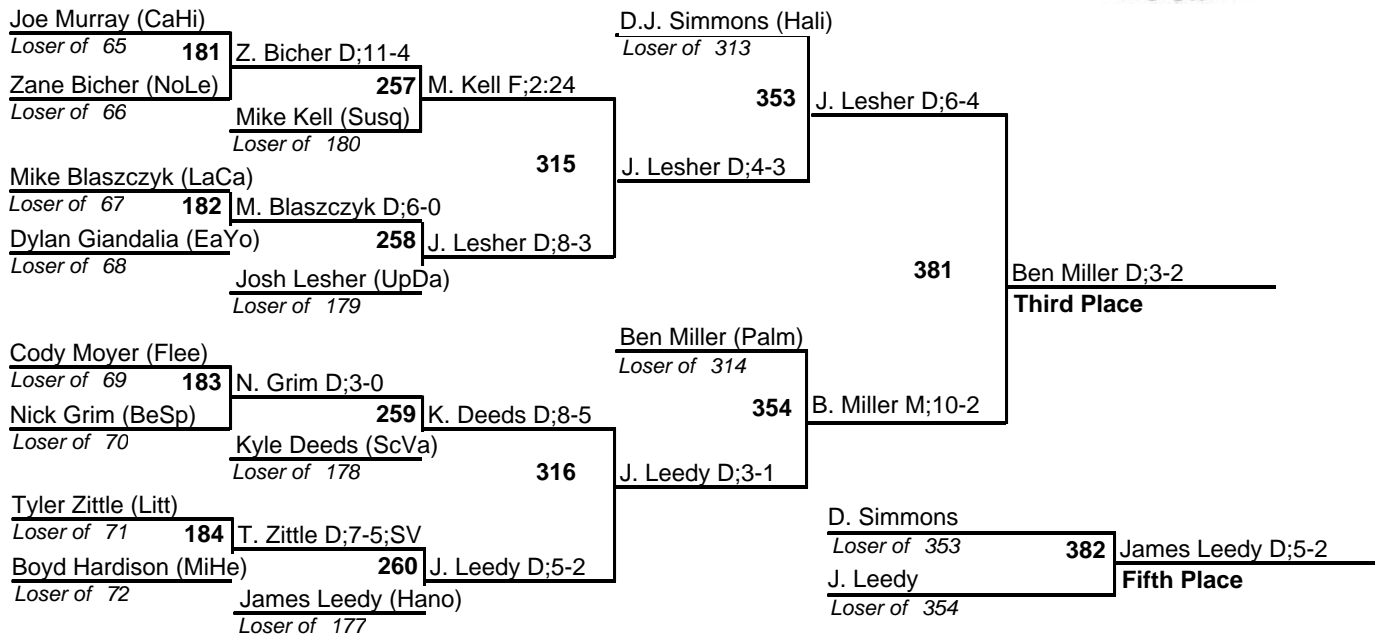 Joe Murray (CaHi)
Loser of 65
181
Z. Bicher D;11-4
Zane Bicher (NoLe)
Loser of 66
257
M. Kell F;2:24
Mike Kell (Susq)
Loser of 180
315
Mike Blaszczyk (LaCa)
Loser of 67
182
M. Blaszczyk D;6-0
Dylan Giandalia (EaYo)
Loser of 68
258
J. Lesher D;8-3
Josh Lesher (UpDa)
Loser of 179
D.J. Simmons (Hali)
Loser of 313
353
J. Lesher D;6-4
J. Lesher D;4-3
381
Ben Miller D;3-2
Third Place
Cody Moyer (Flee)
Loser of 69
183
N. Grim D;3-0
Nick Grim (BeSp)
Loser of 70
259
K. Deeds D;8-5
Kyle Deeds (ScVa)
Loser of 178
316
Tyler Zittle (Litt)
Loser of 71
184
T. Zittle D;7-5;SV
Boyd Hardison (MiHe)
Loser of 72
260
J. Leedy D;5-2
James Leedy (Hano)
Loser of 177
Ben Miller (Palm)
Loser of 314
354
B. Miller M;10-2
J. Leedy D;3-1
D. Simmons
Loser of 353
382
James Leedy D;5-2
J. Leedy
Fifth Place
Loser of 354